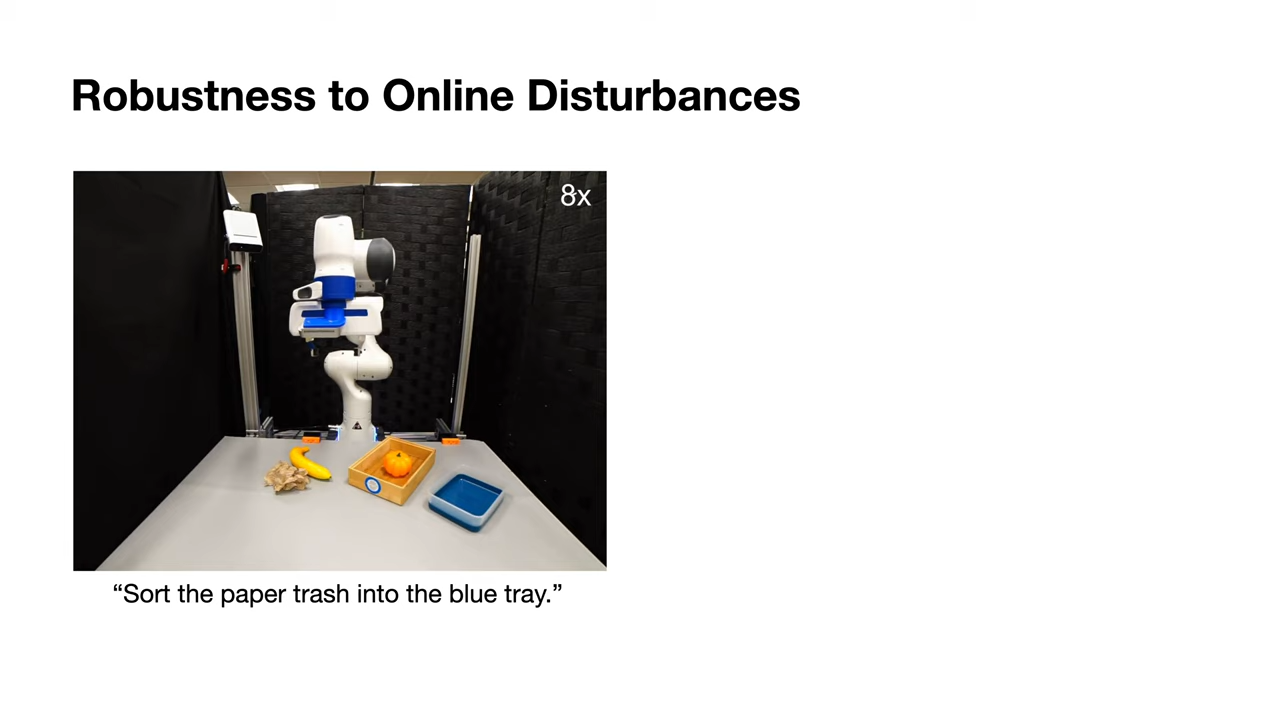 Robustness to Online Disturbances
8x
“Sort the paper trash into the blue tray.”